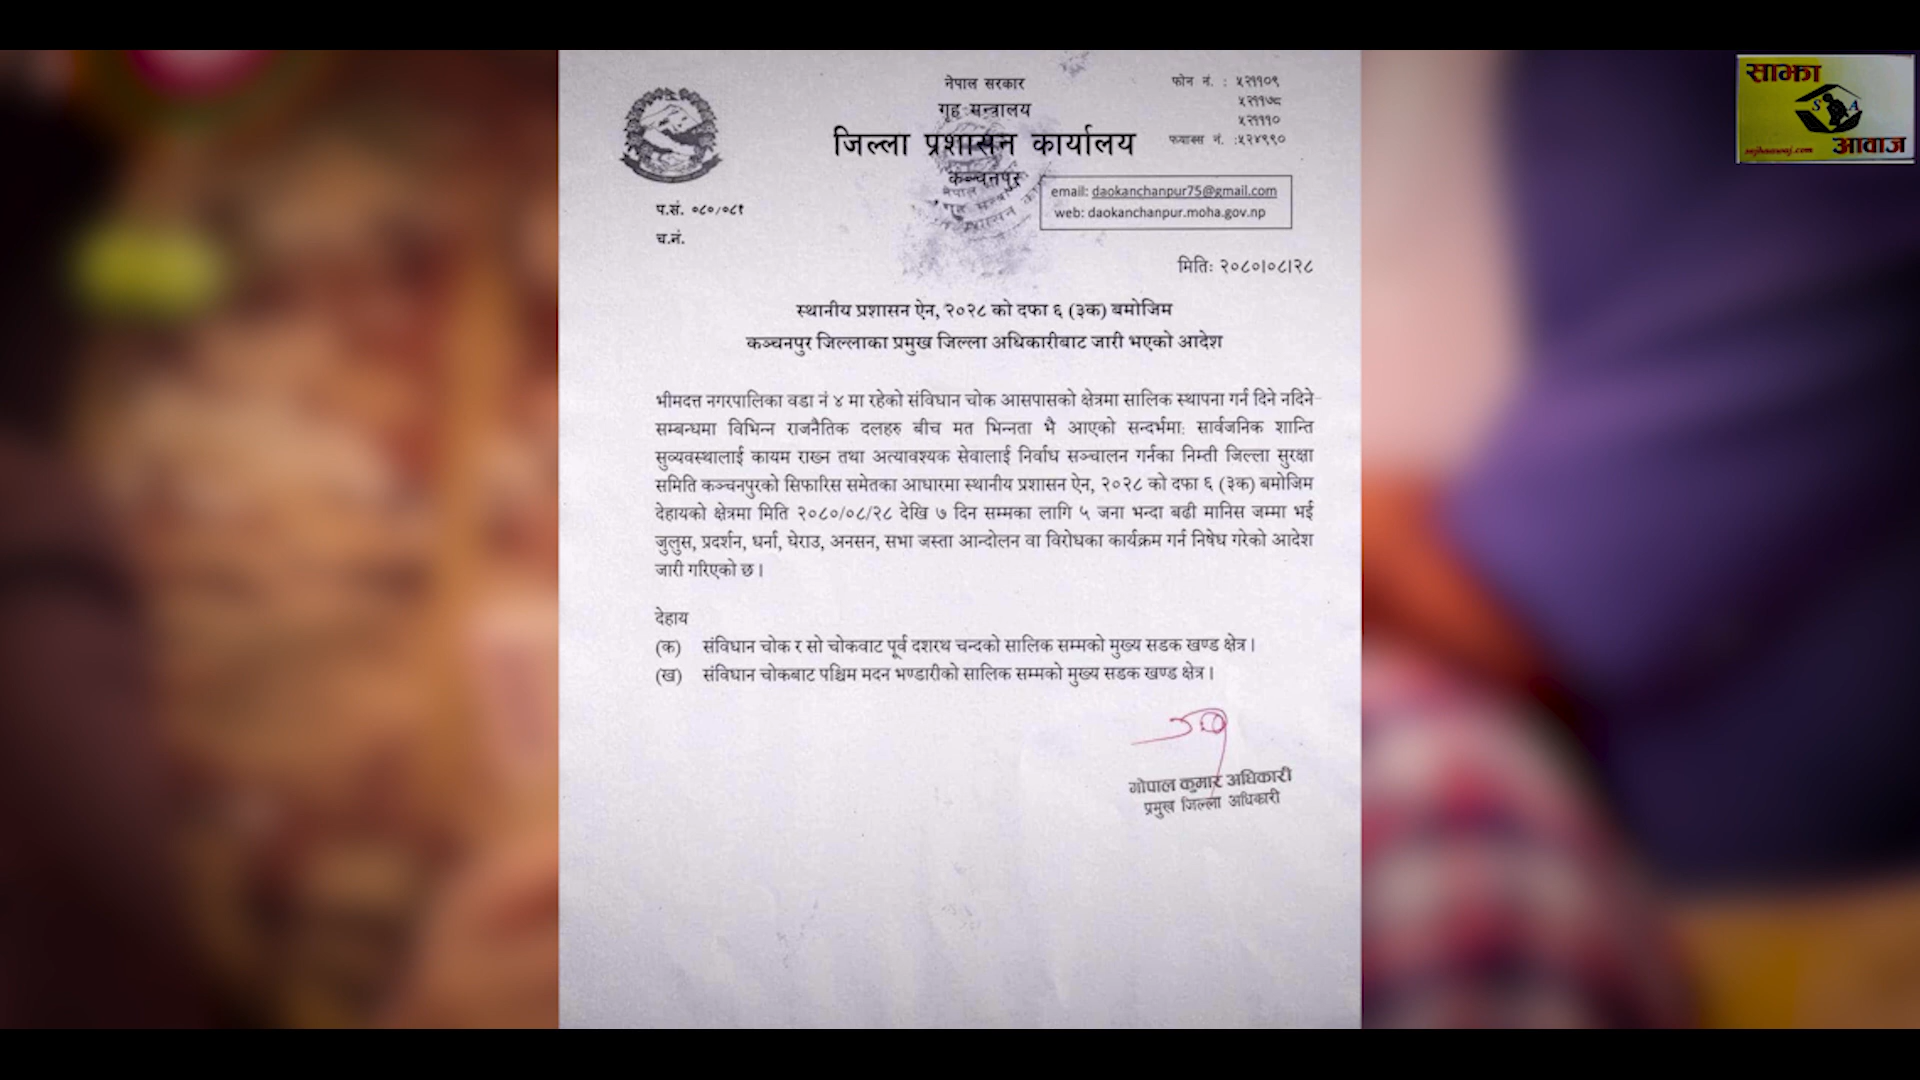 साझा
S A
sajhaawaj.com
आवाज
नेपाल सरकार
गृह मन्त्रालय
जिल्ला प्रशासन कार्यालय
कञ्चनपुर
फोन नं. : ५२११०९
५२११७८
५२१११०
फ्याक्स नं. :५२४९९०
email: daokanchanpur75@gmail.com
web: daokanchanpur.moha.gov.np
प.सं. ०८०/०८१
च.नं.
मितिः २०८०।०८।२८
स्थानीय प्रशासन ऐन, २०२८ को दफा ६ (३क) बमोजिम
कञ्चनपुर जिल्लाका प्रमुख जिल्ला अधिकारीबाट जारी भएको आदेश
भीमदत्त नगरपालिका वडा नं ४ मा रहेको संविधान चोक आसपासको क्षेत्रमा सालिक स्थापना गर्न दिने नदिने
सम्बन्धमा विभिन्न राजनैतिक दलहरु बीच मत भिन्नता भै आएको सन्दर्भमा: सार्वजनिक शान्ति
सुव्यवस्थालाई कायम राख्न तथा अत्यावश्यक सेवालाई निर्वाध सञ्चालन गर्नका निम्ती जिल्ला सुरक्षा
समिति कञ्चनपुरको सिफारिस समेतका आधारमा स्थानीय प्रशासन ऐन, २०२८ को दफा ६ (३क) बमोजिम
देहायको क्षेत्रमा मिति २०८०/०८/२८ देखि ७ दिन सम्मका लागि ५ जना भन्दा बढी मानिस जम्मा भई
जुलुस, प्रदर्शन, धर्ना, घेराउ, अनसन, सभा जस्ता आन्दोलन वा विरोधका कार्यक्रम गर्न निषेध गरेको आदेश
जारी गरिएको छ ।
देहाय
(क) संविधान चोक र सो चोकवाट पूर्व दशरथ चन्दको सालिक सम्मको मुख्य सडक खण्ड क्षेत्र ।
(ख) संविधान चोकबाट पश्चिम मदन भण्डारीको सालिक सम्मको मुख्य सडक खण्ड क्षेत्र ।
गोपाल कुमार अधिकारी
प्रमुख जिल्ला अधिकारी